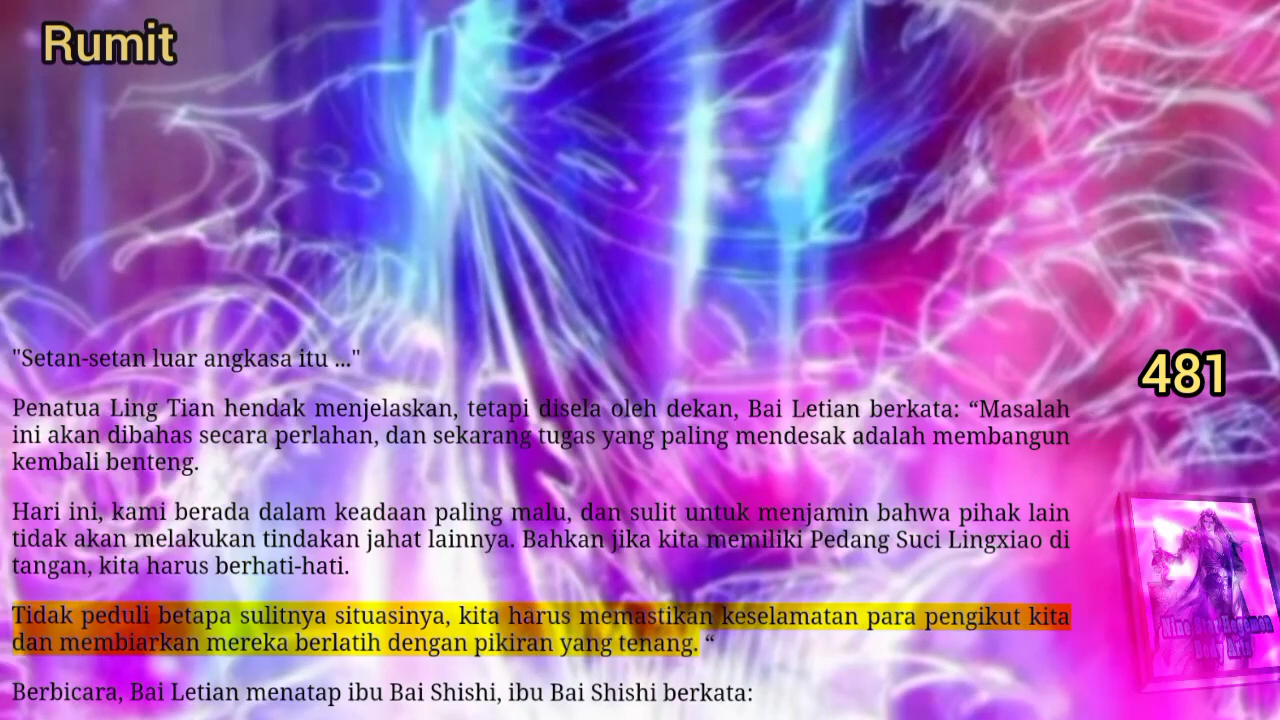 Rumit
"Setan-setan luar angkasa itu ..."
Penatua Ling Tian hendak menjelaskan, tetapi disela oleh dekan, Bai Letian berkata: “Masalah
ini akan dibahas secara perlahan, dan sekarang tugas yang paling mendesak adalah membangun
kembali benteng.
Hari ini, kami berada dalam keadaan paling malu, dan sulit untuk menjamin bahwa pihak lain
tidak akan melakukan tindakan jahat lainnya. Bahkan jika kita memiliki Pedang Suci Lingxiao di
tangan, kita harus berhati-hati.
Tidak peduli betapa sulitnya situasinya, kita harus memastikan keselamatan para pengikut kita
dan membiarkan mereka berlatih dengan pikiran yang tenang. “
Berbicara, Bai Letian menatap ibu Bai Shishi, ibu Bai Shishi berkata:
481
Nine Star Hegemon
Body Arts